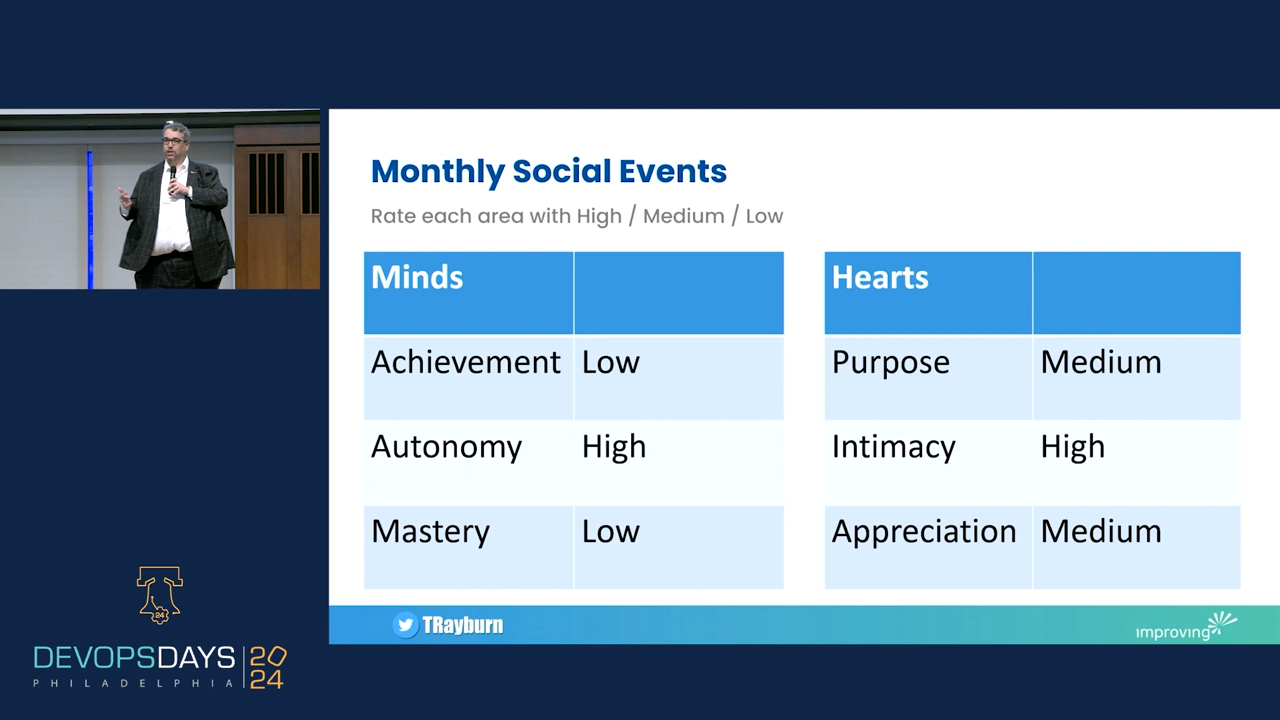 Monthly Social Events
Rate each area with High / Medium / Low
Minds
Achievement Low
Autonomy High
Mastery Low
Hearts
Purpose Medium
Intimacy High
Appreciation Medium
TRayburn
improving
24
DEVOPSDAYS 2024
PHILADELPHIA